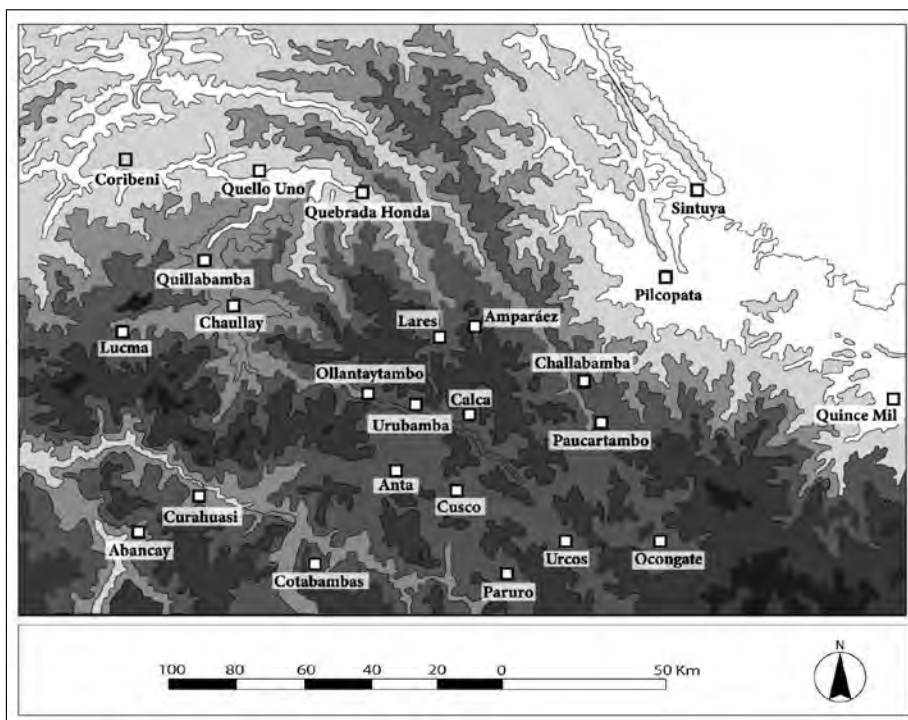 Coribeni
Quello Uno
Quebrada Honda
Sintuya
Quillabamba
Pilcopata
Chaullay
Lares
Amparáez
Lucma
Ollantaytambo
Challabamba
Calca
Urubamba
Quince Mil
Paucartambo
Anta
Cusco
Curahuasi
Abancay
Urcos
Ocongate
Cotabambas
Paruro
100 80 57 40 20 0 50 Km
N